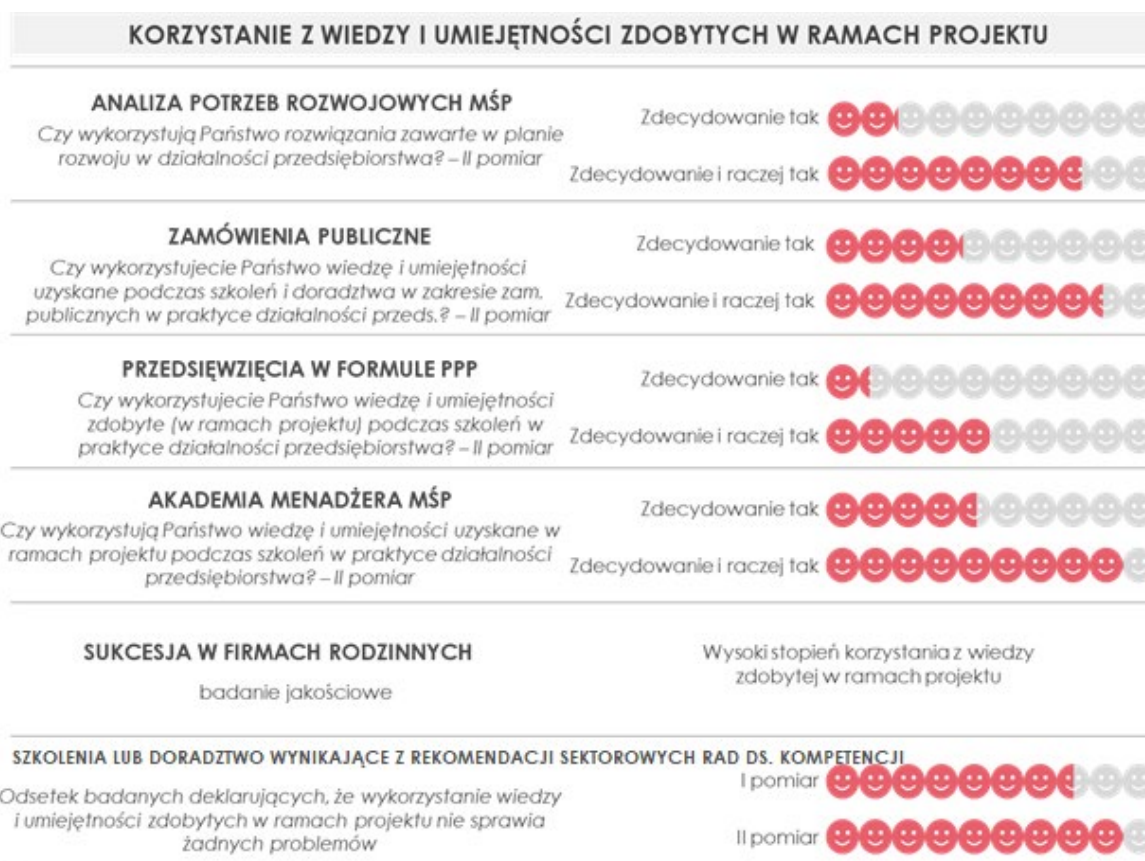 KORZYSTANIE Z WIEDZY I UMIEJĘTNOŚCI ZDOBYTYCH W RAMACH PROJEKTU
ANALIZA POTRZEB ROZWOJOWYCH MŚP
Czy wykorzystują Państwo rozwiązania zawarte w planie
rozwoju w działalności przedsiębiorstwa? – II pomiar
Zdecydowanie tak
Zdecydowanie i raczej tak
ZAMÓWIENIA PUBLICZNE
Czy wykorzystujecie Państwo wiedzę i umiejętności
uzyskane podczas szkoleń i doradztwa w zakresie zam.
publicznych w praktyce działalności przeds.? – II pomiar
Zdecydowanie tak
Zdecydowanie i raczej tak
PRZEDSIĘWZIĘCIA W FORMULE PPP
Czy wykorzystujecie Państwo wiedzę i umiejętności
zdobyte (w ramach projektu) podczas szkoleń w
praktyce działalności przedsiębiorstwa? – II pomiar
Zdecydowanie tak
Zdecydowanie i raczej tak
AKADEMIA MENADŻERA MŚP
Czy wykorzystują Państwo wiedzę i umiejętności uzyskane w
ramach projektu podczas szkoleń w praktyce działalności
przedsiębiorstwa? – II pomiar
Zdecydowanie tak
Zdecydowanie i raczej tak
SUKCESJA W FIRMACH RODZINNYCH
badanie jakościowe
Wysoki stopień korzystania z wiedzy
zdobytej w ramach projektu
SZKOLENIA LUB DORADZTWO WYNIKAJĄCE Z REKOMENDACJI SEKTOROWYCH RAD DS. KOMPETENCJI
Odsetek badanych deklarujących, że wykorzystanie wiedzy
i umiejętności zdobytych w ramach projektu nie sprawia
żadnych problemów
I pomiar
II pomiar